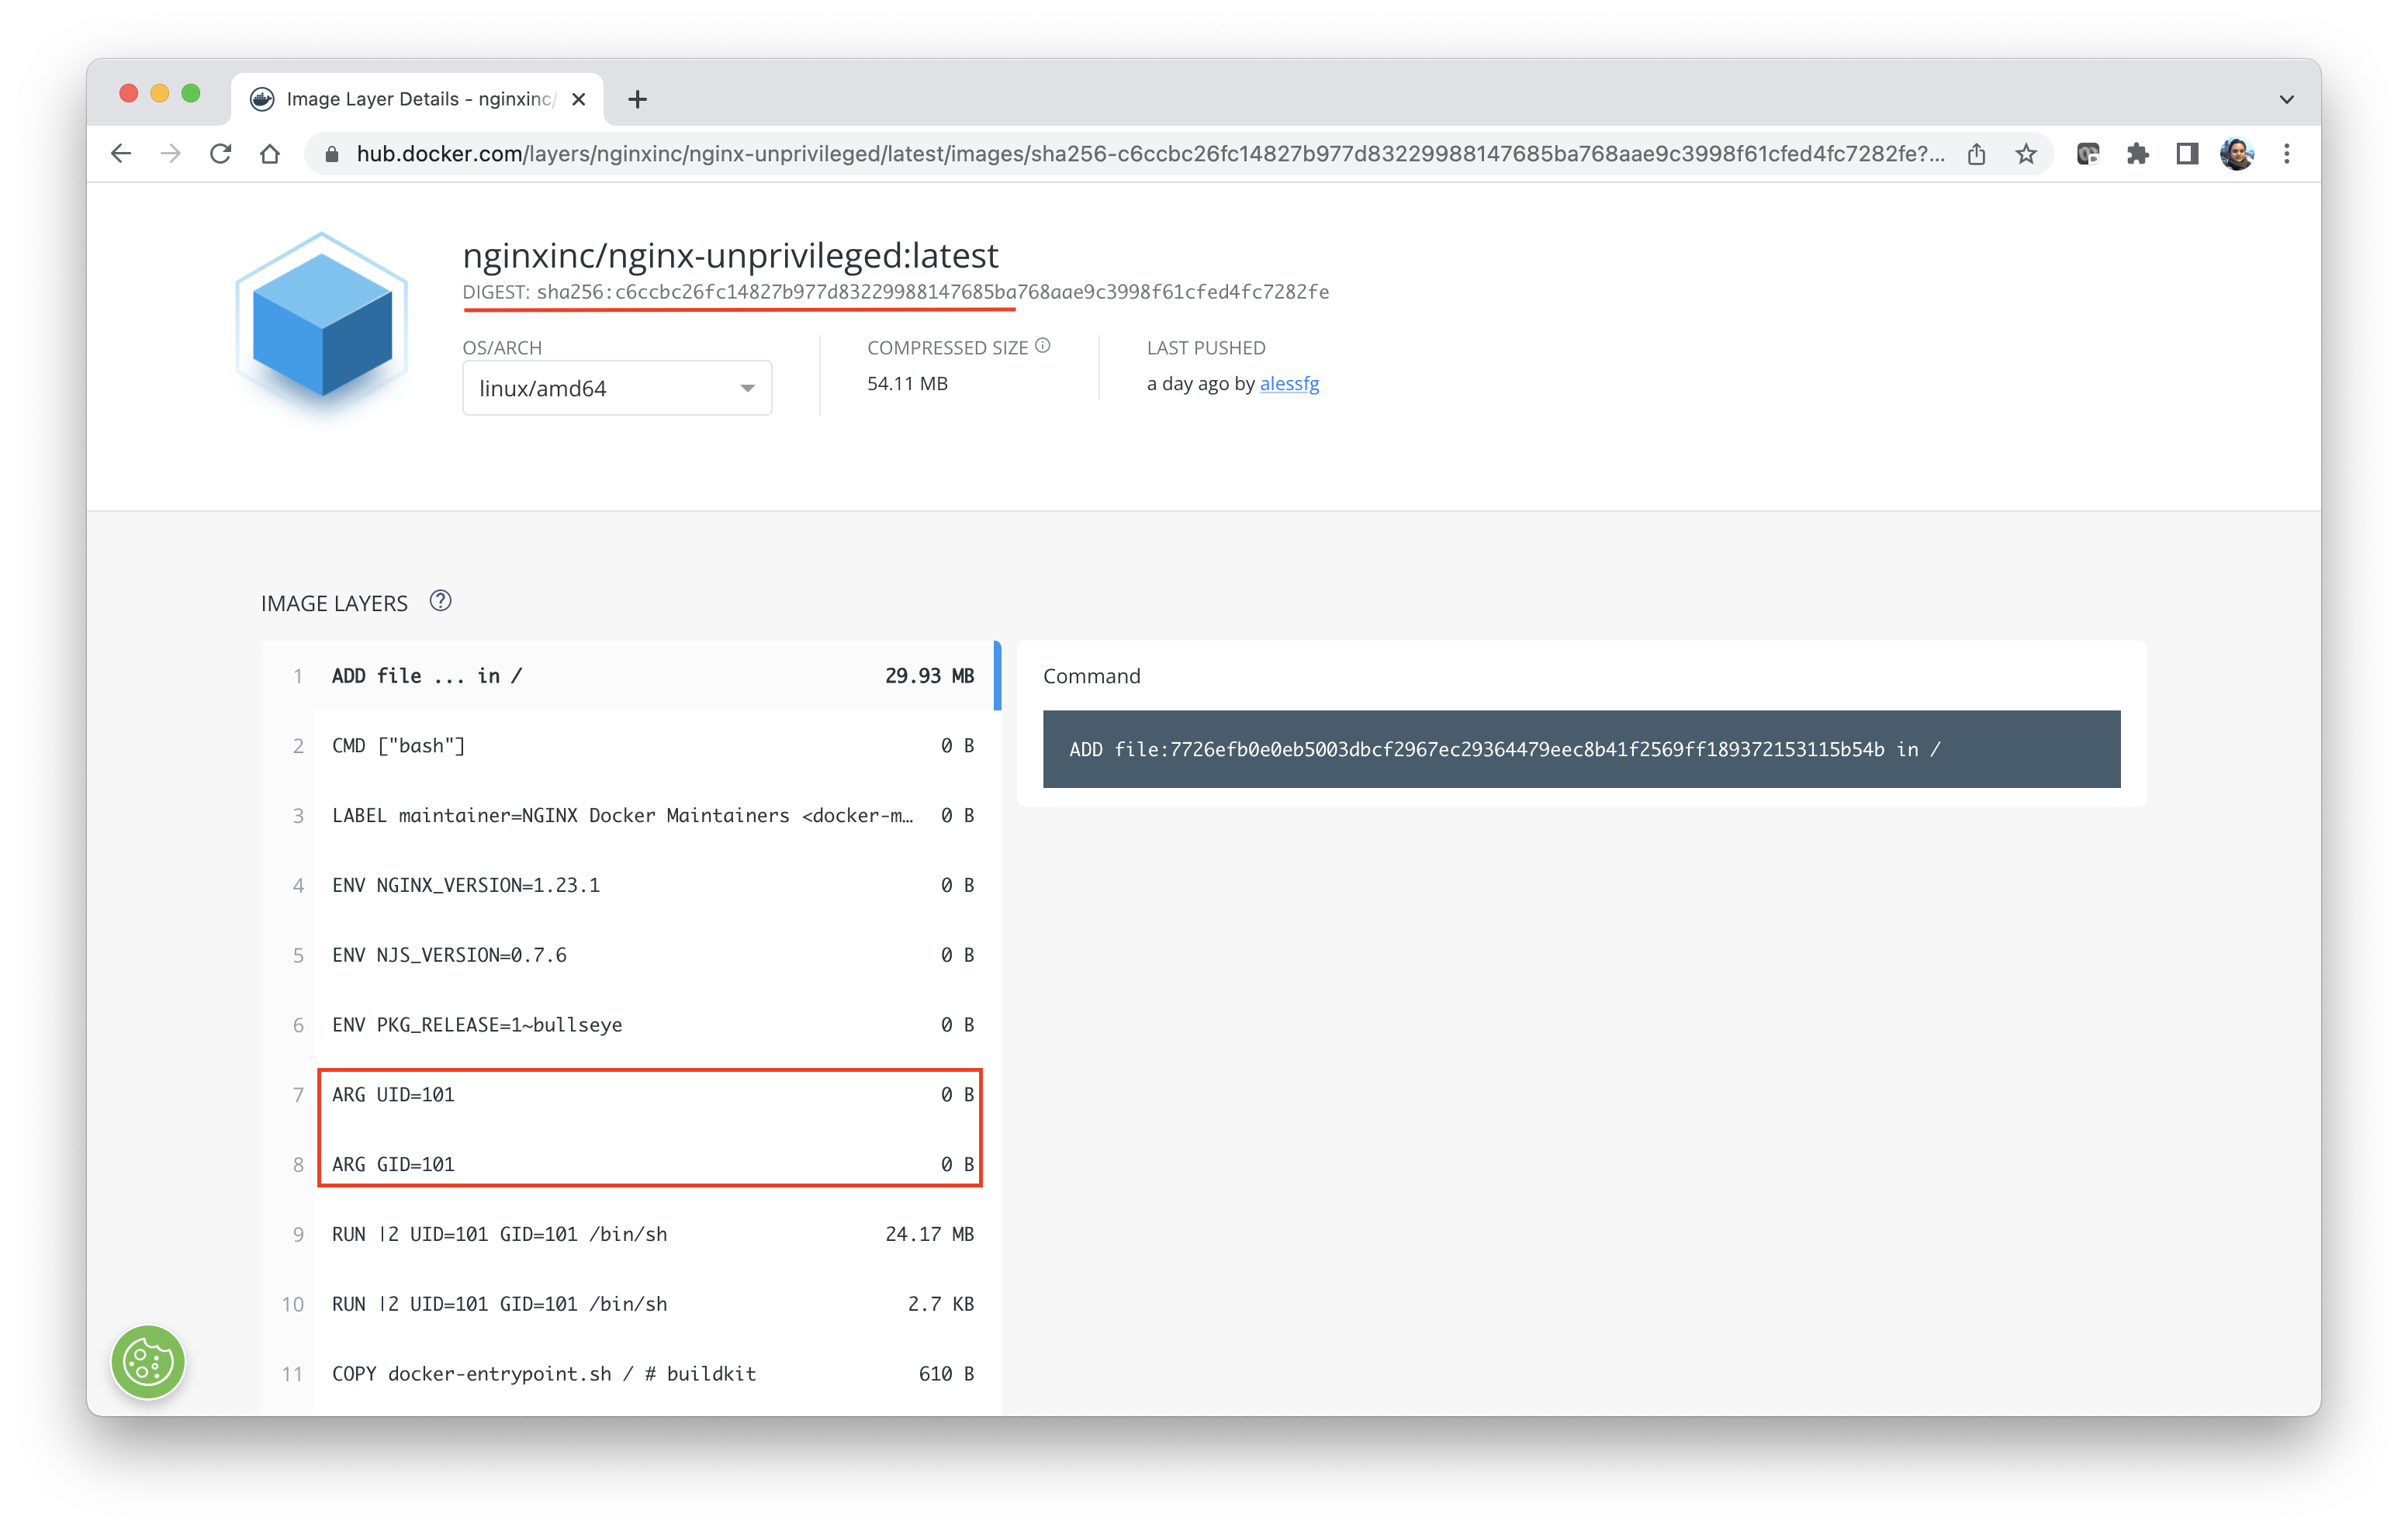 Image Layer Details - nginxinc/
hub.docker.com/layers/nginxinc/nginx-unprivileged/latest/images/sha256-c6ccbc26fc14827b977d83229988147685ba768aae9c3998f61cfed4fc7282fe?...
nginxinc/nginx-unprivileged:latest
DIGEST: sha256:c6ccbc26fc14827b977d83229988147685ba768aae9c3998f61cfed4fc7282fe
OS/ARCH
linux/amd64
COMPRESSED SIZE
54.11 MB
LAST PUSHED
a day ago by alessfg
IMAGE LAYERS
1 ADD file ... in / 29.93 MB
2 CMD ["bash"] 0 B
3 LABEL maintainer=NGINX Docker Maintainers <docker-m… 0 B
4 ENV NGINX_VERSION=1.23.1 0 B
5 ENV NJS_VERSION=0.7.6 0 B
6 ENV PKG_RELEASE=1~bullseye 0 B
7 ARG UID=101 0 B
8 ARG GID=101 0 B
9 RUN |2 UID=101 GID=101 /bin/sh 24.17 MB
10 RUN |2 UID=101 GID=101 /bin/sh 2.7 KB
11 COPY docker-entrypoint.sh / # buildkit 610 B
Command
ADD file:7726efb0e0eb5003dbcf2967ec29364479eec8b41f2569ff189372153115b54b in /